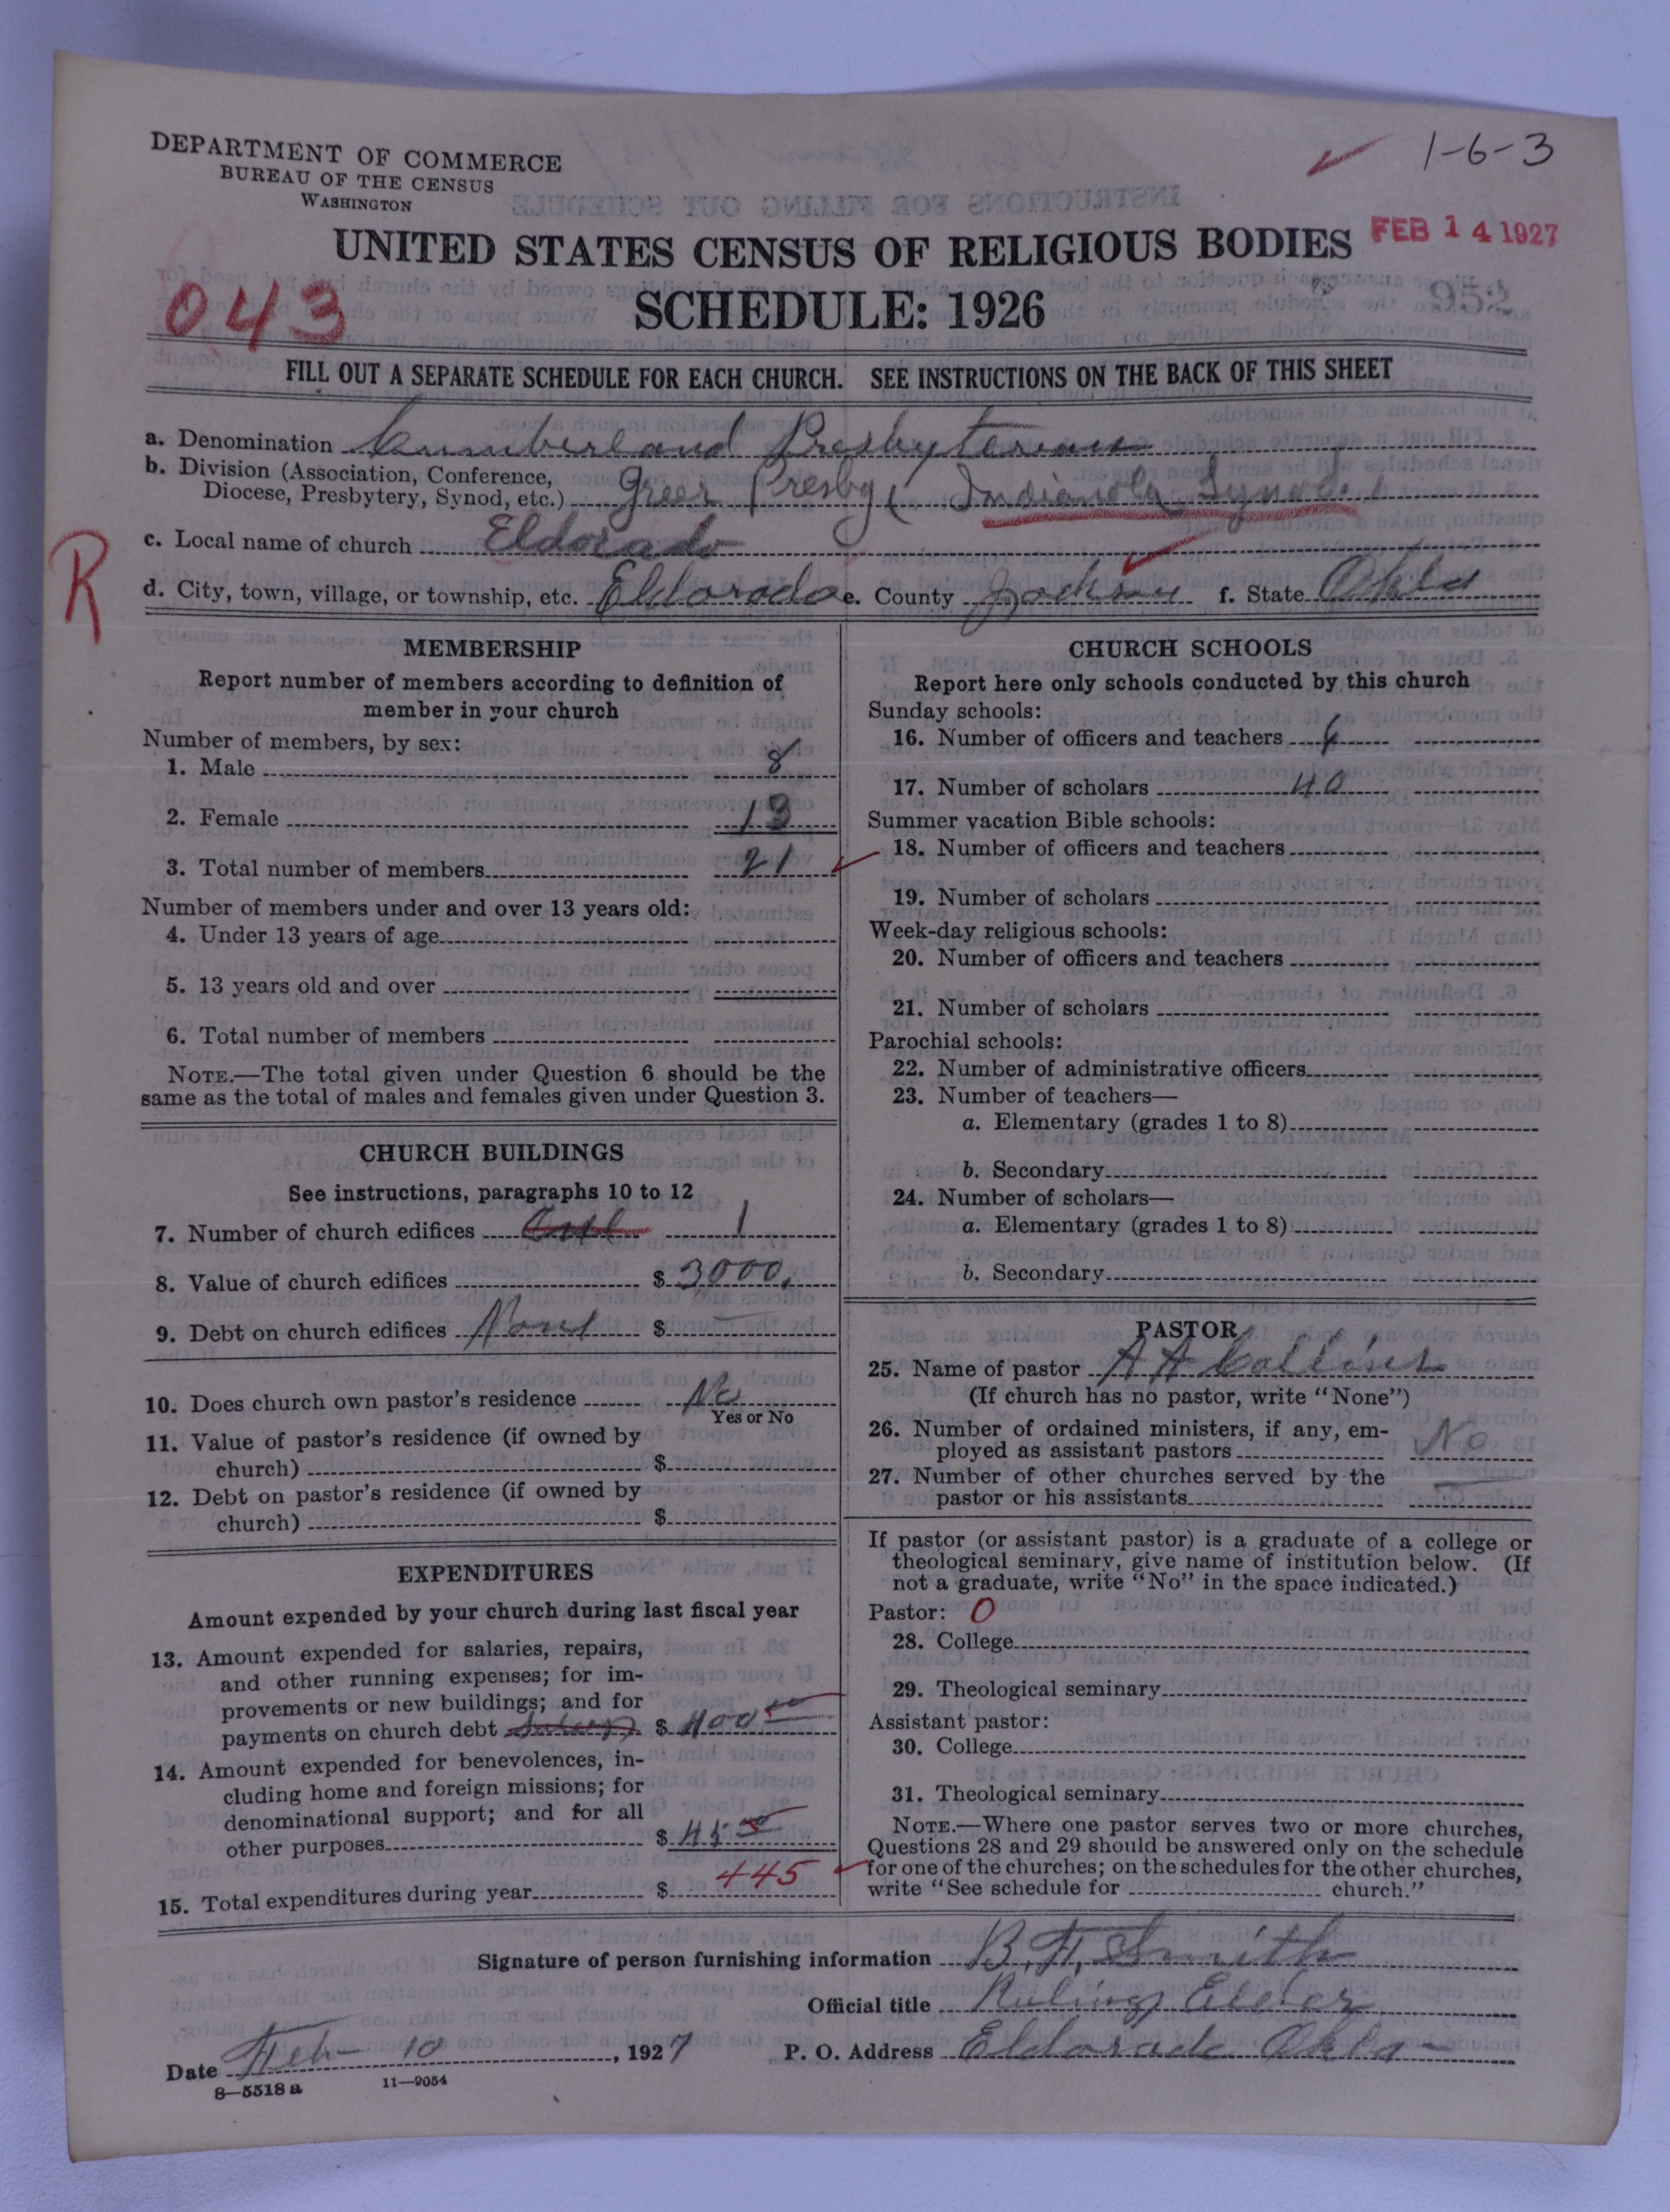 DEPARTMENT OF COMMERCE
BUREAU OF THE CENSUS
WASHINGTON
1-6-3
UNITED STATES CENSUS OF RELIGIOUS BODIES
FEB 14 1927
043
SCHEDULE: 1926
952
FILL OUT A SEPARATE SCHEDULE FOR EACH CHURCH. SEE INSTRUCTIONS ON THE BACK OF THIS SHEET
a. Denomination Cumberland Presbyterian
b. Division (Association, Conference,
Diocese, Presbytery, Synod, etc.) Greer Presby, Indianola Synod
c. Local name of church Eldorado
R
d. City, town, village, or township, etc. Eldorado e. County Jackson f. State Okla
MEMBERSHIP
Report number of members according to definition of
member in your church
Number of members, by sex:
1. Male 8
2. Female 13
3. Total number of members 21
Number of members under and over 13 years old:
4. Under 13 years of age
5. 13 years old and over
6. Total number of members
NOTE.—The total given under Question 6 should be the
same as the total of males and females given under Question 3.
CHURCH BUILDINGS
See instructions, paragraphs 10 to 12
7. Number of church edifices 1
8. Value of church edifices $ 3000.
9. Debt on church edifices None $
10. Does church own pastor's residence No
Yes or No
11. Value of pastor's residence (if owned by
church) $
12. Debt on pastor's residence (if owned by
church) $
EXPENDITURES
Amount expended by your church during last fiscal year
13. Amount expended for salaries, repairs,
and other running expenses; for im-
provements or new buildings; and for
payments on church debt $ 400 00
14. Amount expended for benevolences, in-
cluding home and foreign missions; for
denominational support; and for all
other purposes $ 45
445
15. Total expenditures during year $
CHURCH SCHOOLS
Report here only schools conducted by this church
Sunday schools:
16. Number of officers and teachers
17. Number of scholars 40
Summer vacation Bible schools:
18. Number of officers and teachers
19. Number of scholars
Week-day religious schools:
20. Number of officers and teachers
21. Number of scholars
Parochial schools:
22. Number of administrative officers
23. Number of teachers—
a. Elementary (grades 1 to 8)
b. Secondary
24. Number of scholars—
a. Elementary (grades 1 to 8)
b. Secondary
PASTOR
25. Name of pastor A A Collins
(If church has no pastor, write "None")
26. Number of ordained ministers, if any, em-
ployed as assistant pastors No
27. Number of other churches served by the
pastor or his assistants
If pastor (or assistant pastor) is a graduate of a college or
theological seminary, give name of institution below. (If
not a graduate, write "No" in the space indicated.)
Pastor: O
28. College
29. Theological seminary
Assistant pastor:
30. College
31. Theological seminary
NOTE.—Where one pastor serves two or more churches,
Questions 28 and 29 should be answered only on the schedule
for one of the churches; on the schedules for the other churches,
write "See schedule for church."
Signature of person furnishing information B. F. Smith
Official title Ruling Elder
Date Feb 10, 1927 P. O. Address Eldorado Okla
8—5518 a 11—9054